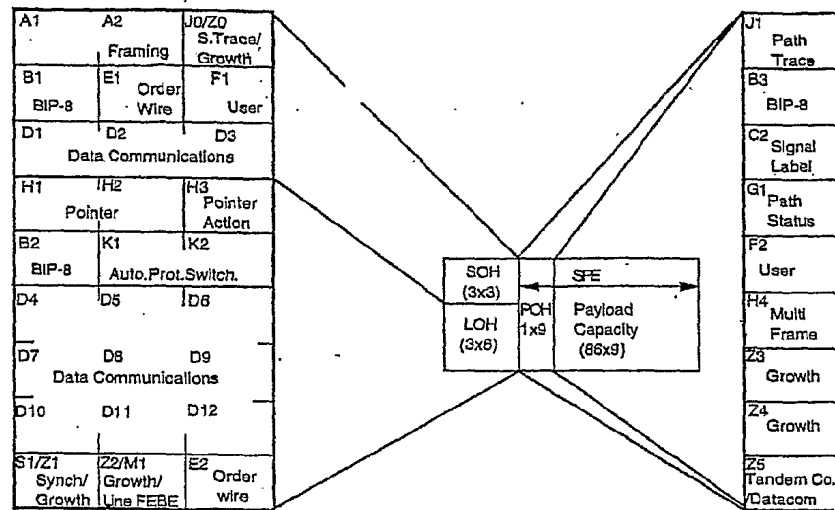 A1 A2 J0/Z0
Framing
S.Trace/
Growth
B1 E1 F1
BIP-8
Order
Wire
User
D1 D2 D3
Data Communications
H1 H2 H3
Pointer
Pointer
Action
B2 K1 K2
BIP-8
Auto.Prot.Switch.
D4 D5 D6
D7 D8 D9
Data Communications
D10 D11 D12
S1/Z1 Z2/M1 E2
Synch/
Growth
Growth/
Line FEBE
Order
wire
SOH
(3x3)
LOH
(3x6)
POH
1x9
SPE
Payload
Capacity
(86x9)
J1
Path
Trace
B3
BIP-8
C2
Signal
Label
G1
Path
Status
F2
User
H4
Multi
Frame
Z3
Growth
Z4
Growth
Z5
Tandem Co.
/Datacom